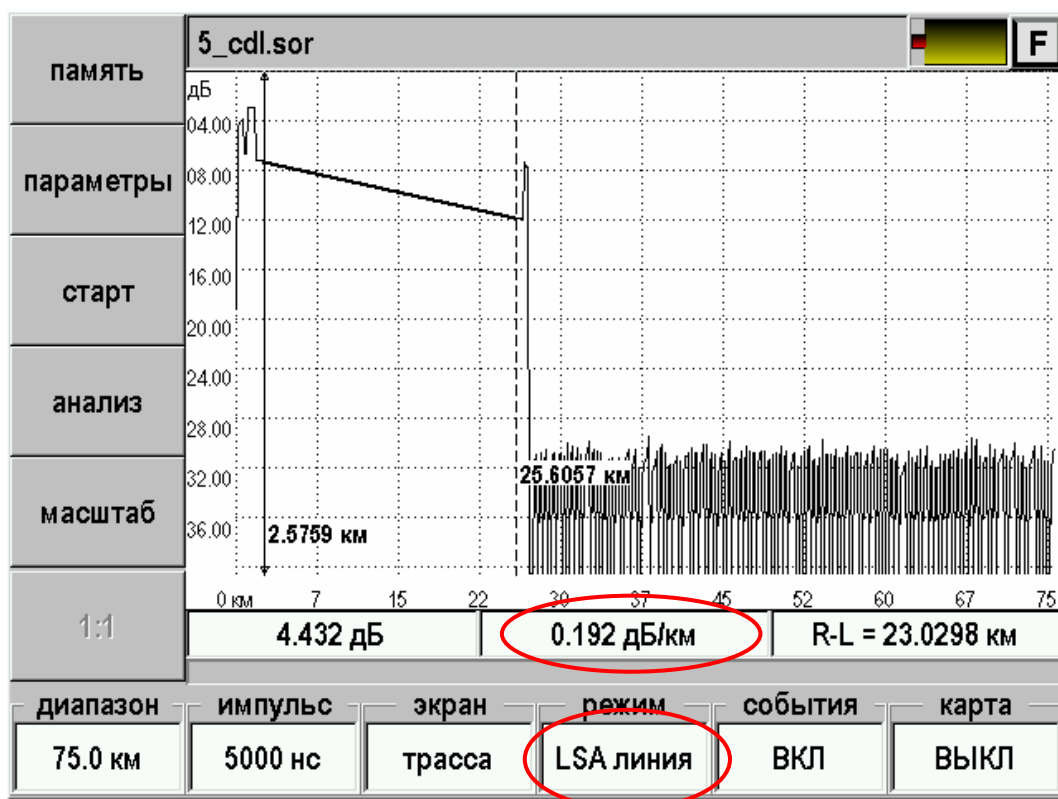 память
5_cdl.sor
F
дБ
04.00
параметры
08.00
12.00
старт
16.00
20.00
24.00
анализ
28.00
32.00
25.6057 км
масштаб
36.00
2.5759 км
0 км 7 15 22 30 37 45 52 60 67 75
1:1
4.432 дБ
0.192 дБ/км
R-L = 23.0298 км
диапазон импульс экран режим события карта
75.0 км 5000 нс трасса LSA линия ВКЛ ВЫКЛ